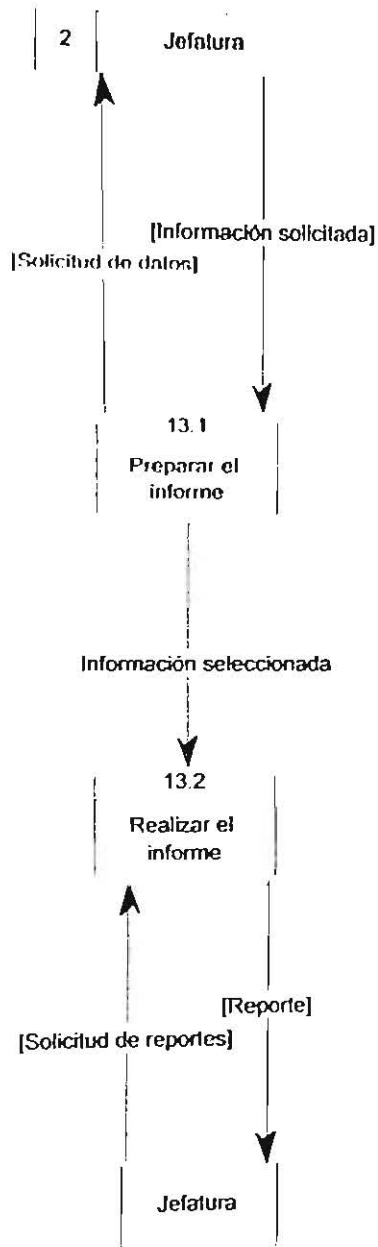 2 Jefatura
[Información solicitada]
[Solicitud de datos]
13.1
Preparar el
informe
Información seleccionada
13.2
Realizar el
informe
[Reporte]
[Solicitud de reportes]
Jefatura